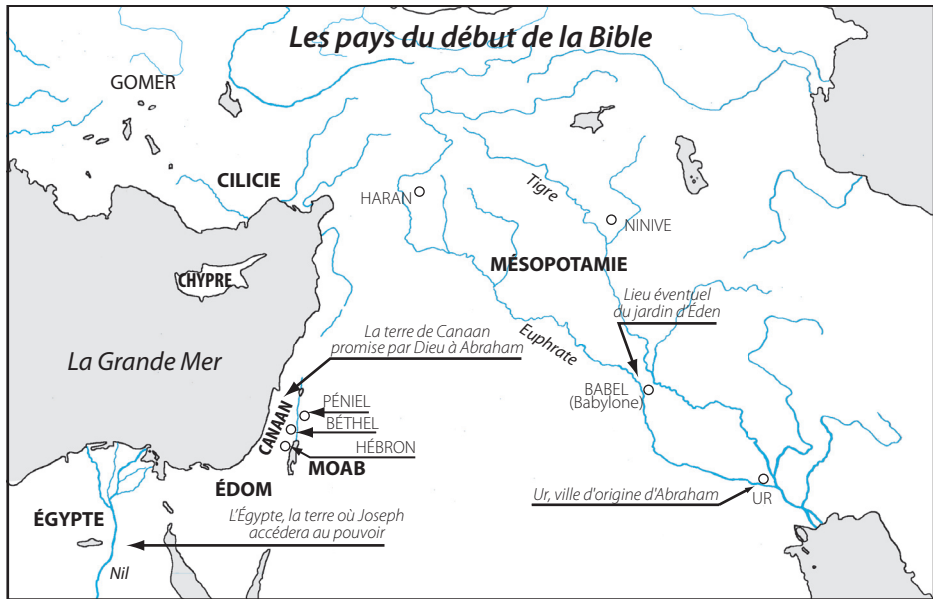 Les pays du début de la Bible
GOMER
CILICIE
HARAN
Tigre
NINIVE
MÉSOPOTAMIE
CHYPRE
Lieu éventuel
du jardin d'Éden
La terre de Canaan
promise par Dieu à Abraham
Euphrate
La Grande Mer
BABEL
(Babylone)
PÉNIEL
CANAAN
BÉTHEL
HÉBRON
MOAB
ÉDOM
Ur, ville d'origine d'Abraham
UR
ÉGYPTE
L'Égypte, la terre où Joseph
accédera au pouvoir
Nil